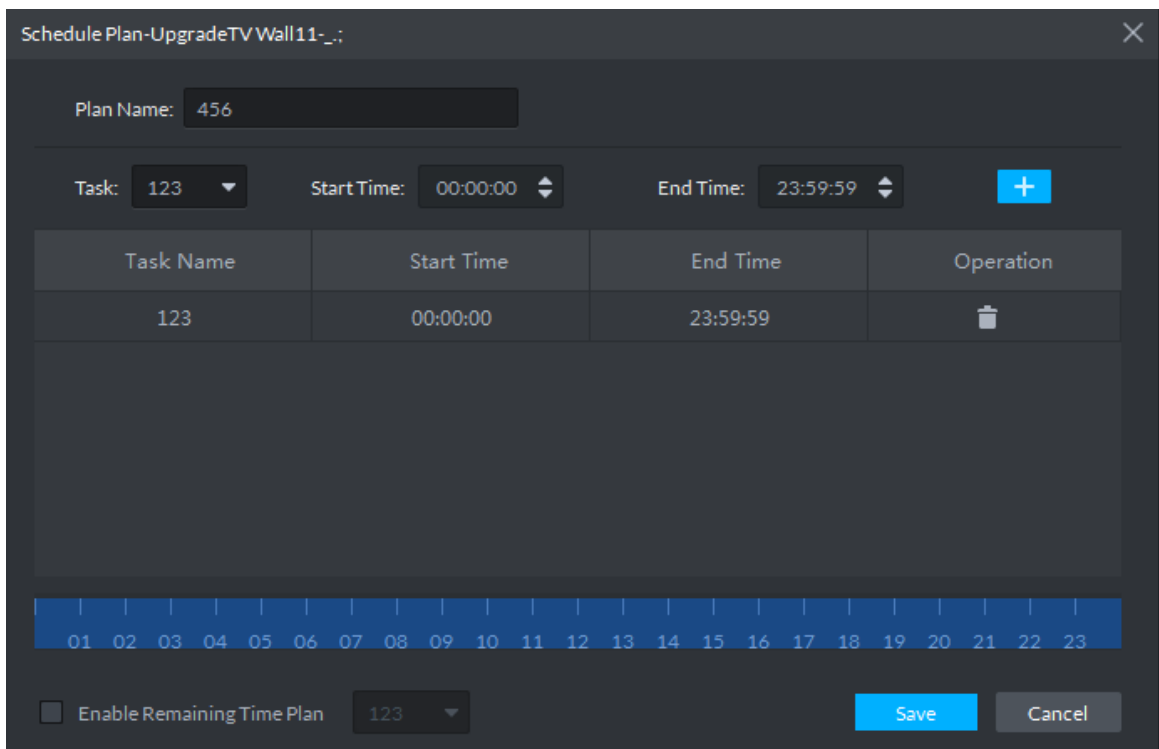 Schedule Plan-UpgradeTV Wall11-_.;
Plan Name: 456
Task: 123 Start Time: 00:00:00 End Time: 23:59:59 +
Task Name Start Time End Time Operation
123 00:00:00 23:59:59
01 02 03 04 05 06 07 08 09 10 11 12 13 14 15 16 17 18 19 20 21 22 23
Enable Remaining Time Plan 123 Save Cancel